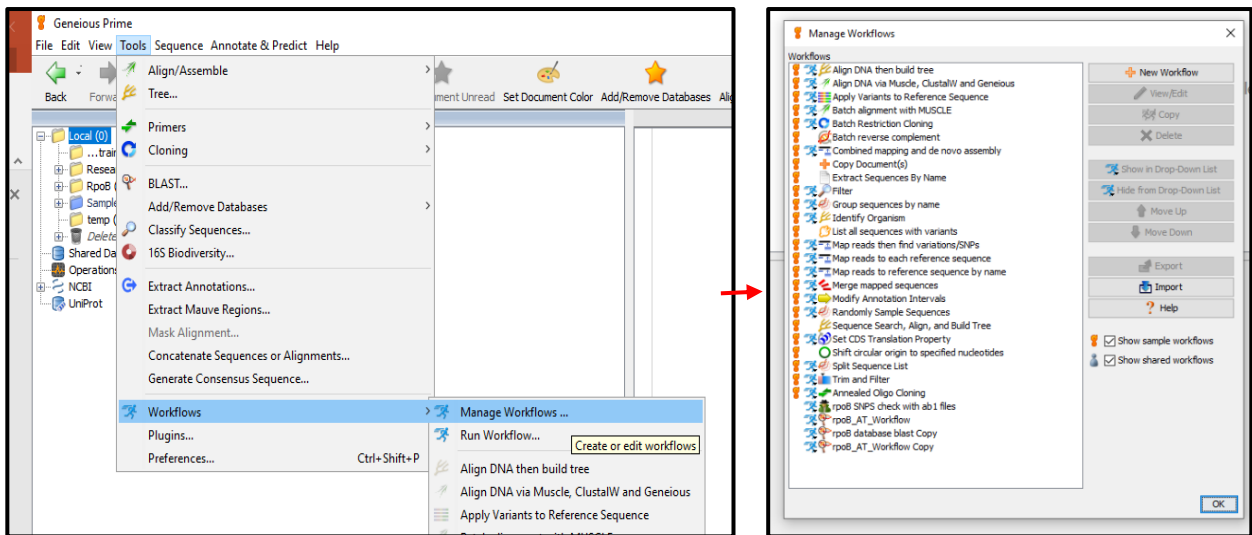 Geneious Prime
File Edit View Tools Sequence Annotate & Predict Help
Back
ment Unread Set Document Color Add/Remove Databases
Local (0)
RpoB (
temp (
Shared Da
Operations
NCBI
UniProt
Align/Assemble
Tree...
Primers
Cloning
BLAST...
Add/Remove Databases
Classify Sequences...
16S Biodiversity...
Extract Annotations...
Extract Mauve Regions...
Mask Alignment...
Concatenate Sequences or Alignments...
Generate Consensus Sequence...
Workflows
Plugins...
Preferences... Ctrl+Shift+P
Manage Workflows ...
Run Workflow...
Create or edit workflows
Align DNA then build tree
Align DNA via Muscle, ClustalW and Geneious
Apply Variants to Reference Sequence
Manage Workflows
Workflows
Align DNA then build tree
Align DNA via Muscle, ClustalW and Geneious
Apply Variants to Reference Sequence
Batch alignment with MUSCLE
Batch Restriction Cloning
Batch reverse complement
Combined mapping and de novo assembly
Copy Document(s)
Extract Sequences By Name
Filter
Group sequences by name
Identify Organism
List all sequences with variants
Map reads then find variations/SNPs
Map reads to each reference sequence
Map reads to reference sequence by name
Merge mapped sequences
Modify Annotation Intervals
Randomly Sample Sequences
Sequence Search, Align, and Build Tree
Set CDS Translation Property
Shift circular origin to specified nucleotides
Split Sequence List
Trim and Filter
Annealed Oligo Cloning
rpoB SNPS check with ab1 files
rpoB_AT_Workflow
rpoB database blast Copy
rpoB_AT_Workflow Copy
New Workflow
View/Edit
Copy
Delete
Show in Drop-Down List
Hide from Drop-Down List
Move Up
Move Down
Export
Import
Help
Show sample workflows
Show shared workflows
OK